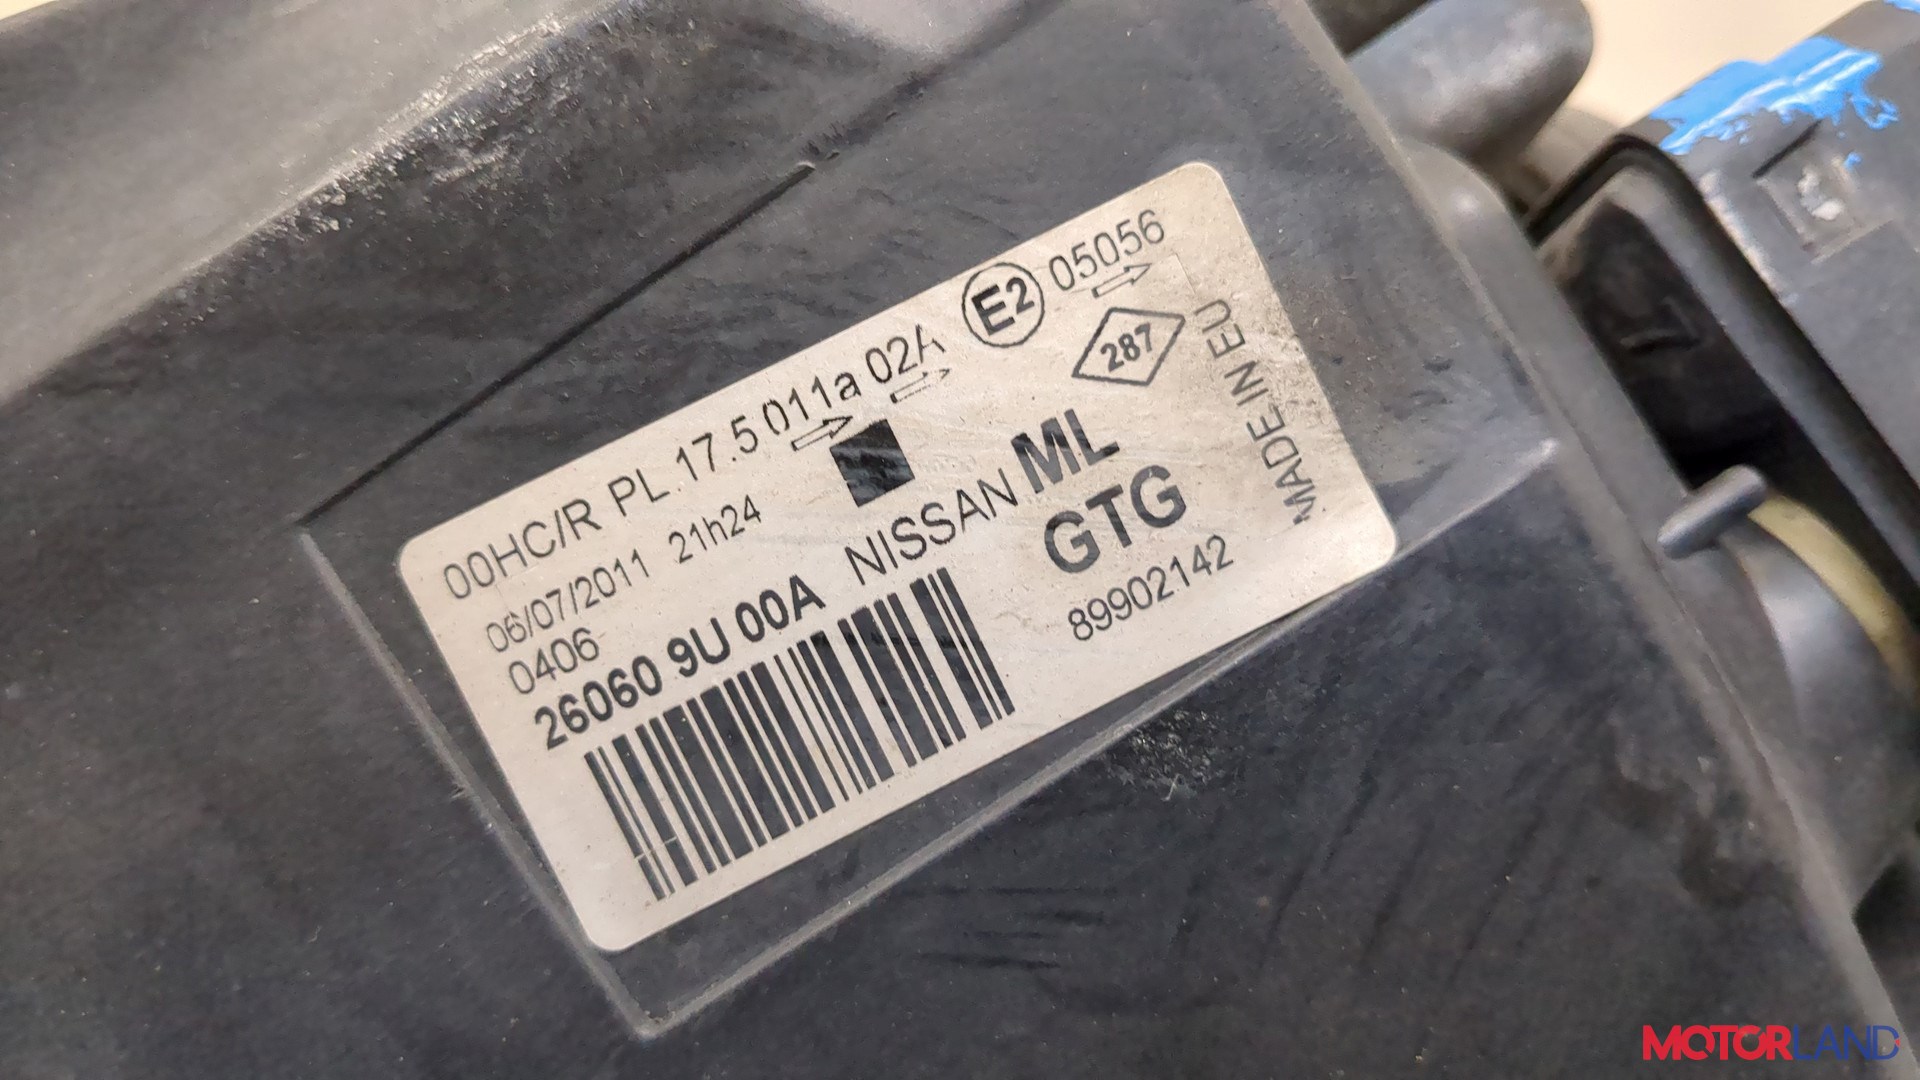 00HC/R PL 17.5 011a 02A E2 05056
06/07/2011 21h24
287
0406
26060 9U 00A NISSAN ML
GTG
89902142
MADE IN EU
MOTORLAND